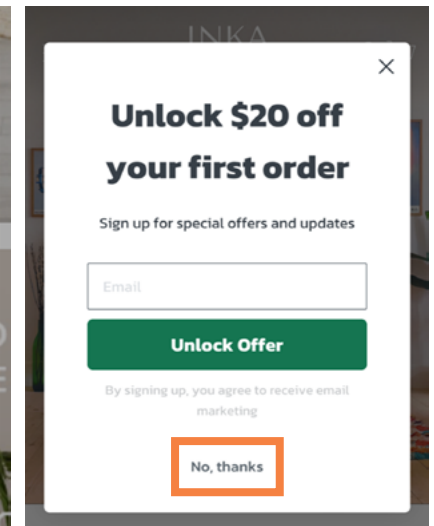 INKA
Unlock $20 off
your first order
Sign up for special offers and updates
Email
Unlock Offer
By signing up, you agree to receive email
marketing
No, thanks